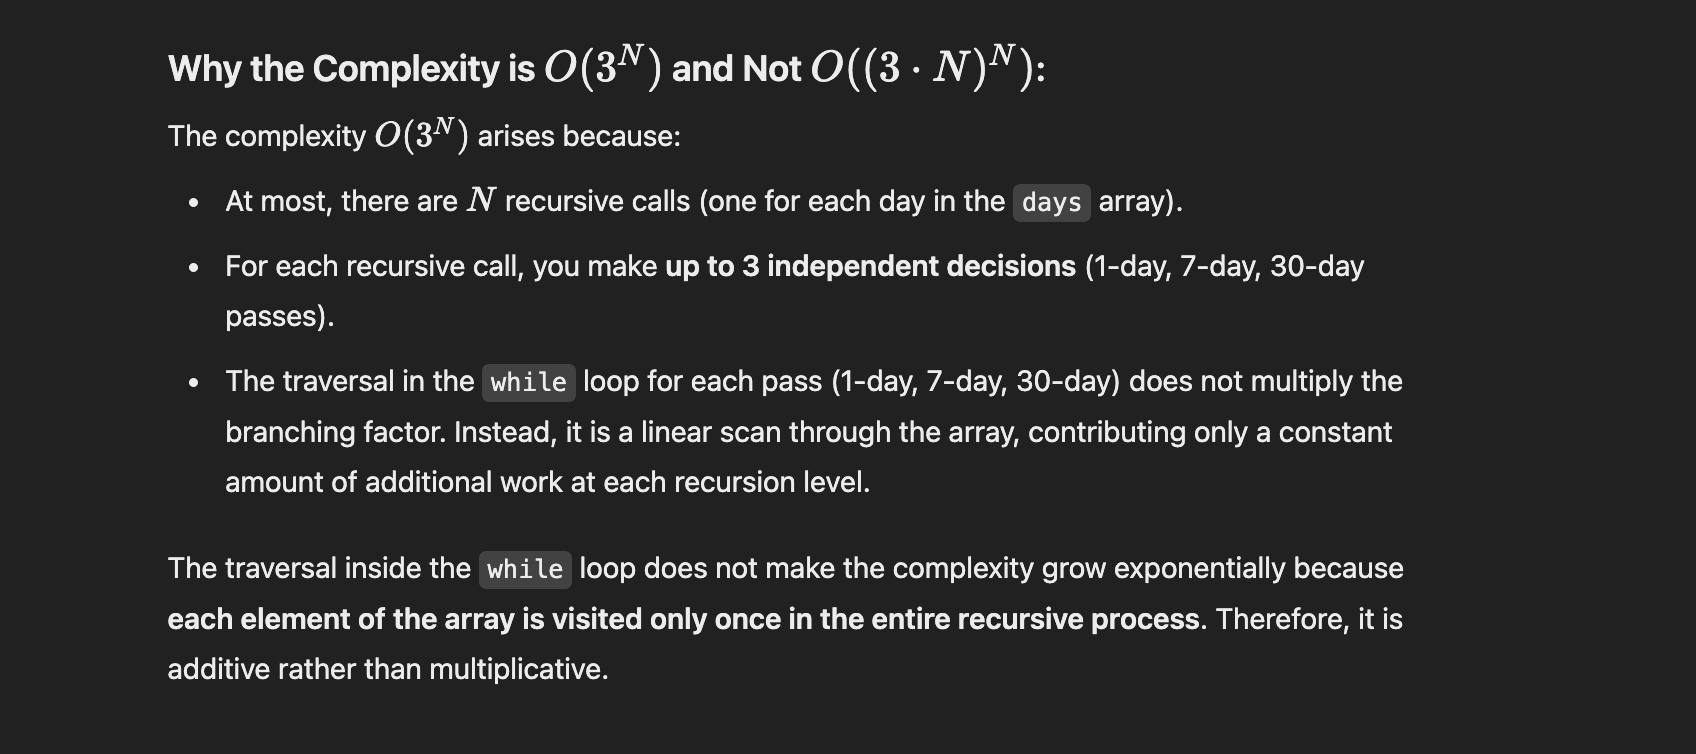 Why the Complexity is O(3^N) and Not O((3 · N)^N):
The complexity O(3^N) arises because:
• At most, there are N recursive calls (one for each day in the days array).
• For each recursive call, you make up to 3 independent decisions (1-day, 7-day, 30-day
passes).
• The traversal in the while loop for each pass (1-day, 7-day, 30-day) does not multiply the
branching factor. Instead, it is a linear scan through the array, contributing only a constant
amount of additional work at each recursion level.
The traversal inside the while loop does not make the complexity grow exponentially because
each element of the array is visited only once in the entire recursive process. Therefore, it is
additive rather than multiplicative.